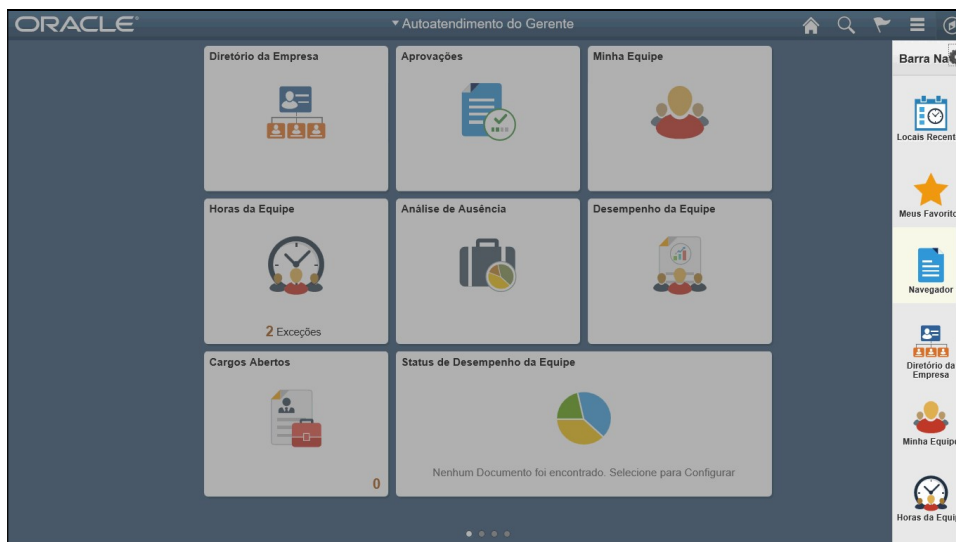 ORACLE
Autoatendimento do Gerente
Diretório da Empresa
Aprovações
Minha Equipe
Horas da Equipe
2 Exceções
Análise de Ausência
Desempenho da Equipe
Cargos Abertos
0
Status de Desempenho da Equipe
Nenhum Documento foi encontrado. Selecione para Configurar
Barra Na
Locais Recent
Meus Favorito
Navegador
Diretório da
Empresa
Minha Equipe
Horas da Equi